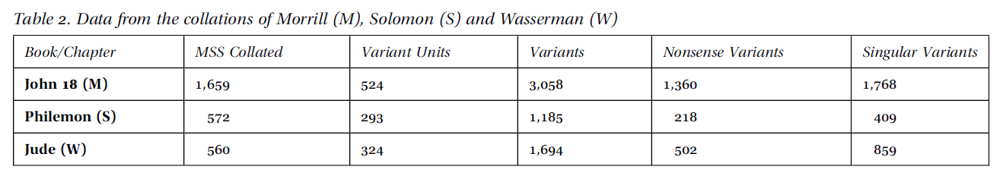 Table 2. Data from the collations of Morrill (M), Solomon (S) and Wasserman (W)
Book/Chapter MSS Collated Variant Units Variants Nonsense Variants Singular Variants
John 18 (M) 1,659 524 3,058 1,360 1,768
Philemon (S) 572 293 1,185 218 409
Jude (W) 560 324 1,694 502 859